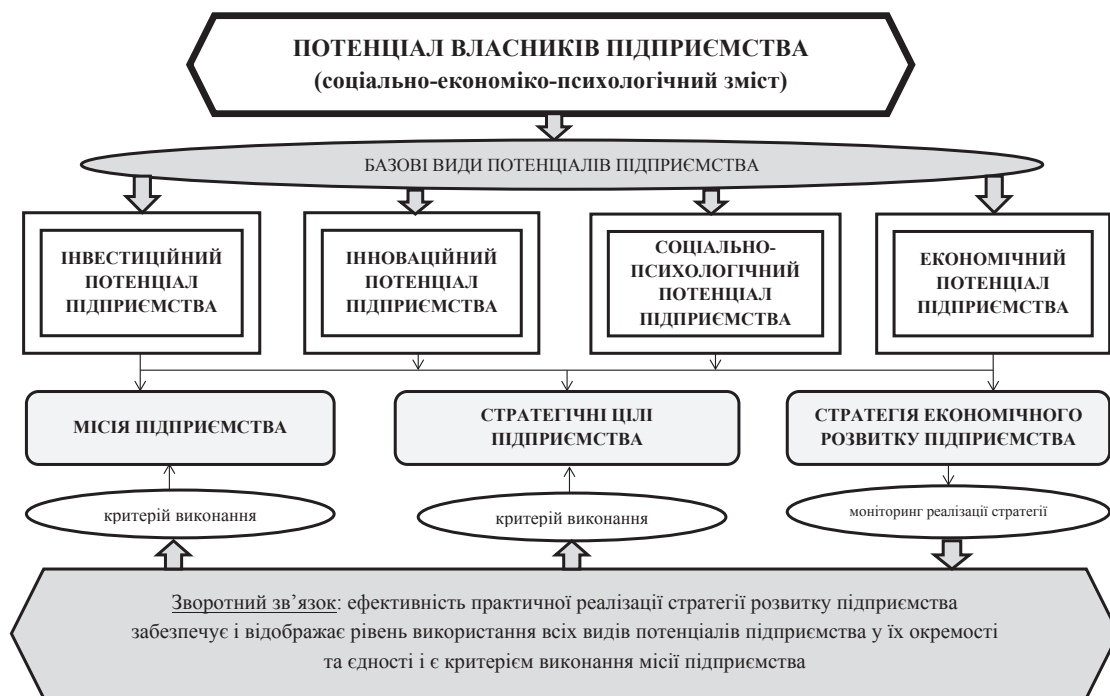 ПОТЕНЦІАЛ ВЛАСНИКІВ ПІДПРИЄМСТВА
(соціально-економіко-психологічний зміст)
БАЗОВІ ВИДИ ПОТЕНЦІАЛІВ ПІДПРИЄМСТВА
ІНВЕСТИЦІЙНИЙ
ПОТЕНЦІАЛ
ПІДПРИЄМСТВА
ІННОВАЦІЙНИЙ
ПОТЕНЦІАЛ
ПІДПРИЄМСТВА
СОЦІАЛЬНО-
ПСИХОЛОГІЧНИЙ
ПОТЕНЦІАЛ
ПІДПРИЄМСТВА
ЕКОНОМІЧНИЙ
ПОТЕНЦІАЛ
ПІДПРИЄМСТВА
МІСІЯ ПІДПРИЄМСТВА
СТРАТЕГІЧНІ ЦІЛІ
ПІДПРИЄМСТВА
СТРАТЕГІЯ ЕКОНОМІЧНОГО
РОЗВИТКУ ПІДПРИЄМСТВА
критерій виконання
критерій виконання
моніторинг реалізації стратегії
Зворотний зв’язок: ефективність практичної реалізації стратегії розвитку підприємства
забезпечує і відображає рівень використання всіх видів потенціалів підприємства у їх окремості
та єдності і є критерієм виконання місії підприємства